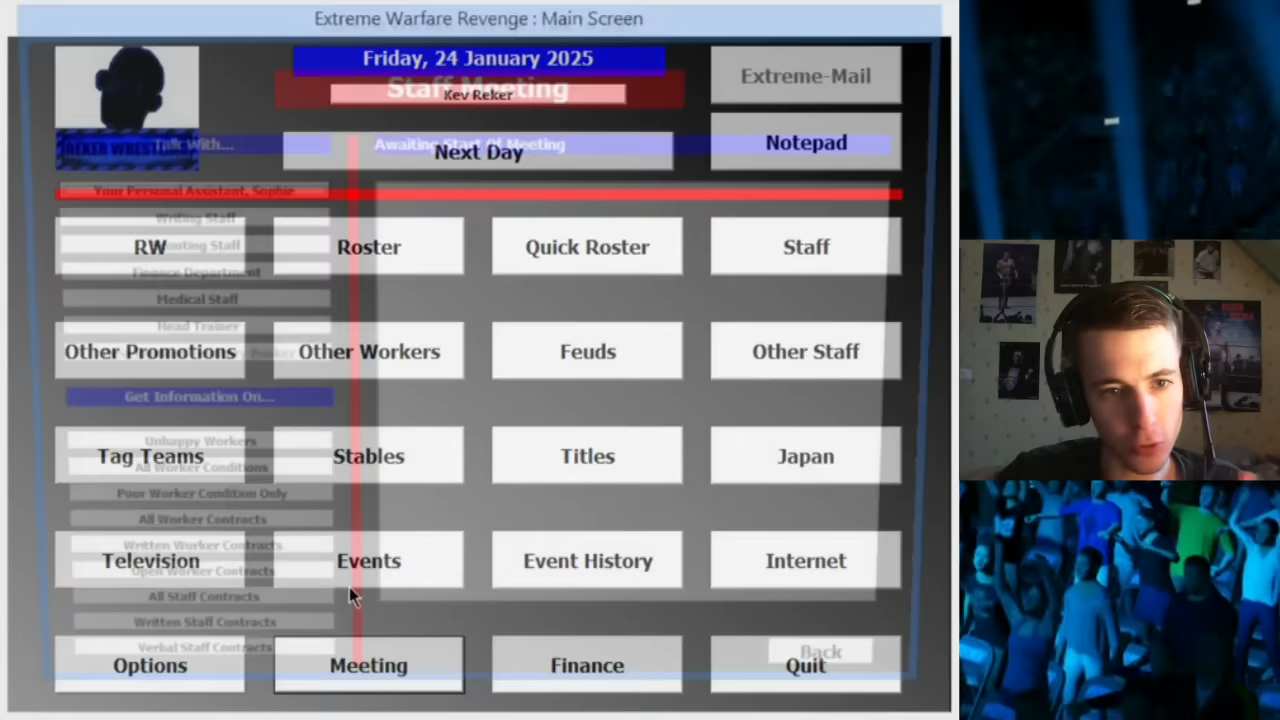 Extreme Warfare Revenge : Main Screen
Friday, 24 January 2025
Extreme-Mail
Staff Meeting
Kev Reker
REKER WRESTLING
Talk With...
Awaiting Start Of Meeting
Next Day
Notepad
Your Personal Assistant, Sophie
Writing Staff
RW
Roster
Quick Roster
Staff
Scouting Staff
Finance Department
Medical Staff
Head Trainer
Other Promotions
Other Workers
Feuds
Other Staff
Get Information On...
Unhappy Workers
Tag Teams
Stables
Titles
Japan
All Worker Conditions
Poor Worker Condition Only
All Worker Contracts
Written Worker Contracts
Television
Events
Event History
Internet
Open Worker Contracts
All Staff Contracts
Written Staff Contracts
Verbal Staff Contracts
Back
Options
Meeting
Finance
Quit